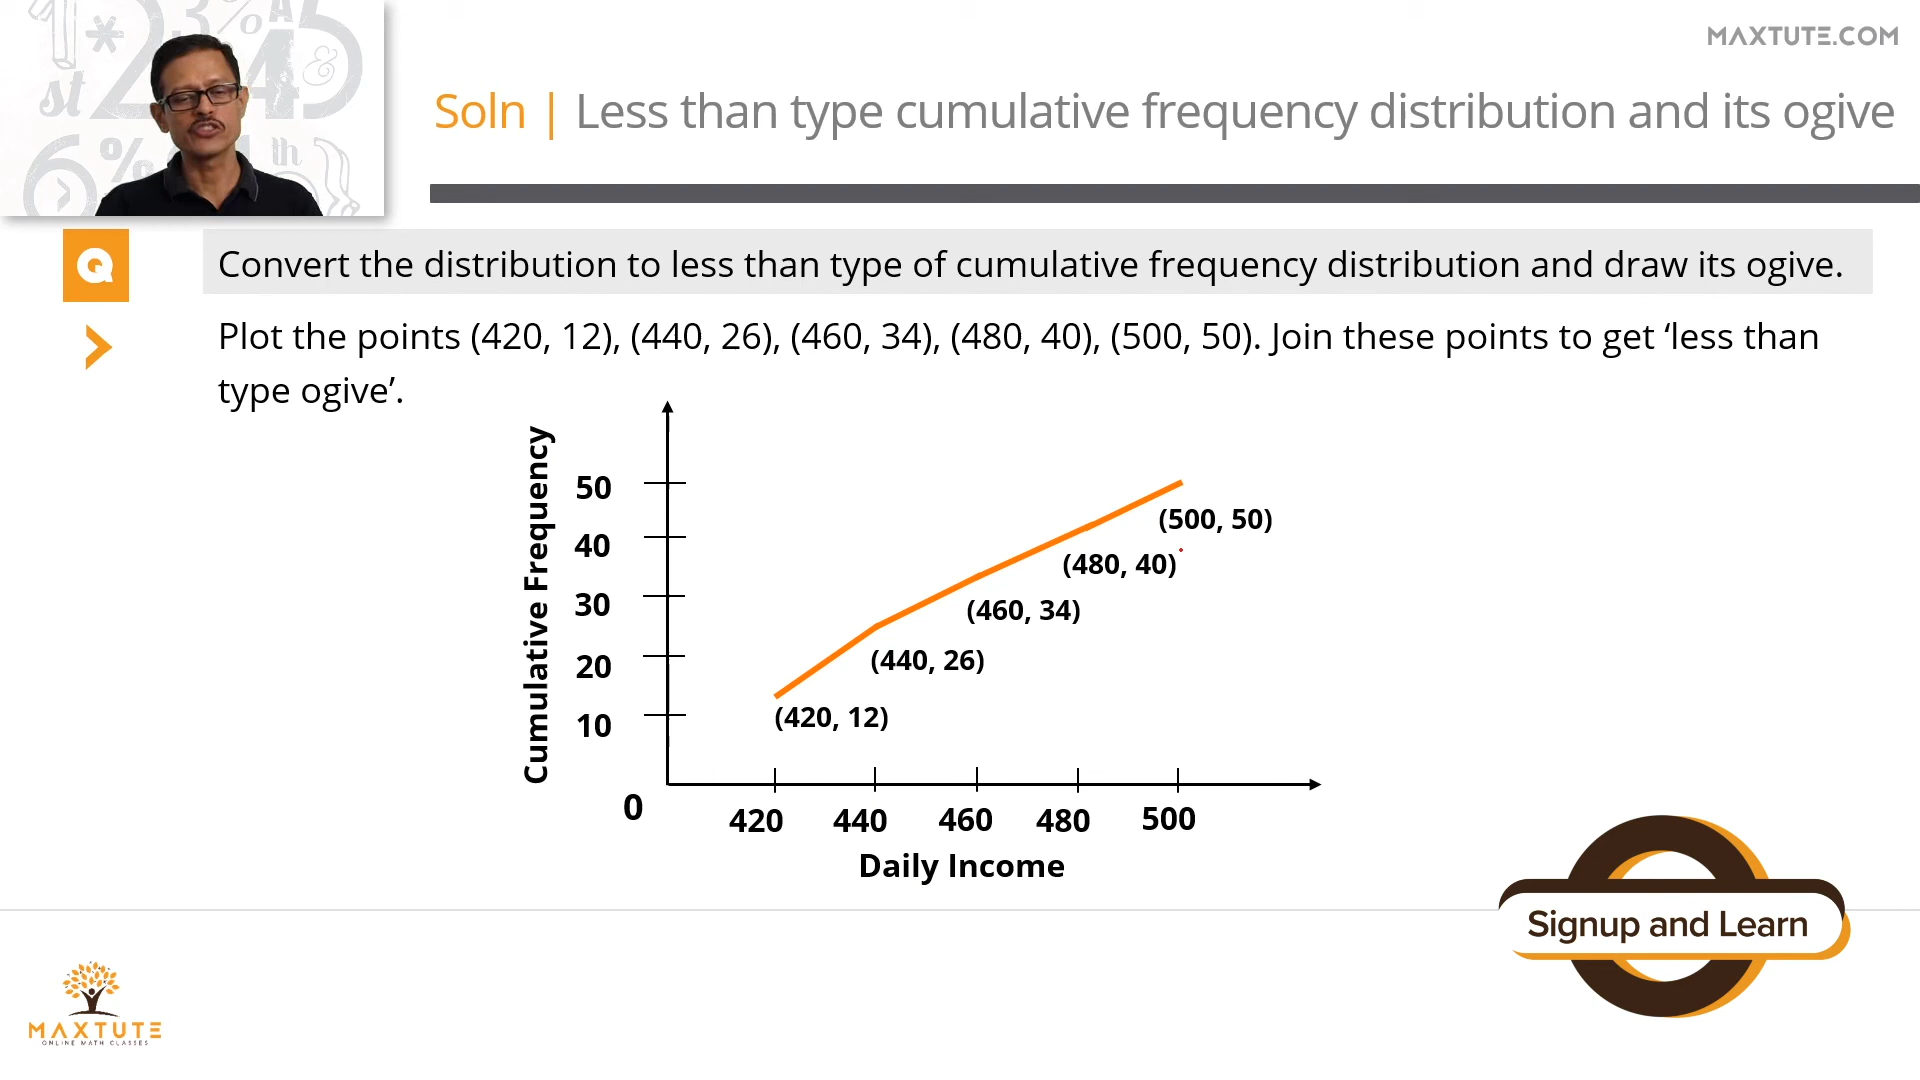 MAXTUTE.COM
Soln | Less than type cumulative frequency distribution and its ogive
Q
Convert the distribution to less than type of cumulative frequency distribution and draw its ogive.
Plot the points (420, 12), (440, 26), (460, 34), (480, 40), (500, 50). Join these points to get ‘less than
type ogive’.
Cumulative Frequency
50
40
30
20
10
0
(500, 50)
(480, 40)
(460, 34)
(440, 26)
(420, 12)
420 440 460 480 500
Daily Income
Signup and Learn
MAXTUTE
ONLINE MATH CLASSES